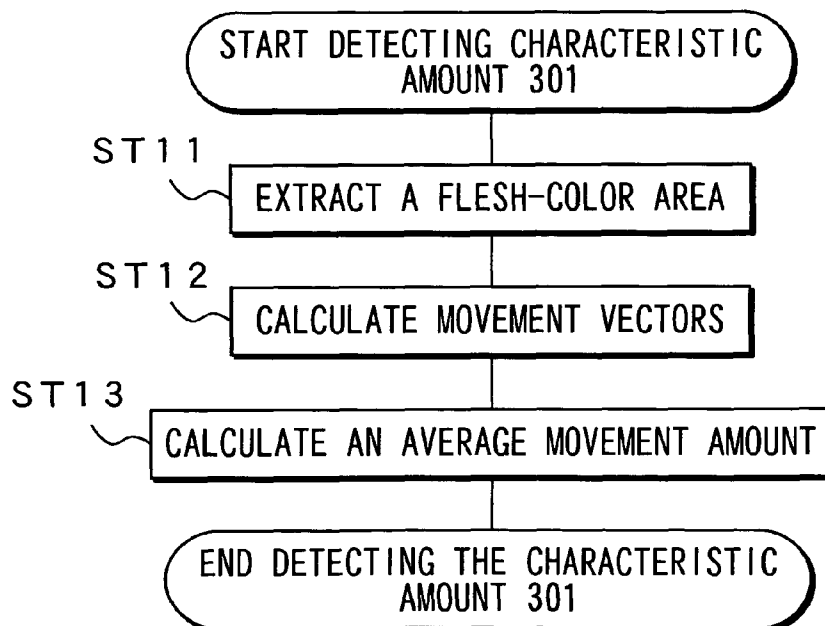 START DETECTING CHARACTERISTIC
AMOUNT 301
ST11
EXTRACT A FLESH-COLOR AREA
ST12
CALCULATE MOVEMENT VECTORS
ST13
CALCULATE AN AVERAGE MOVEMENT AMOUNT
END DETECTING THE CHARACTERISTIC
AMOUNT 301